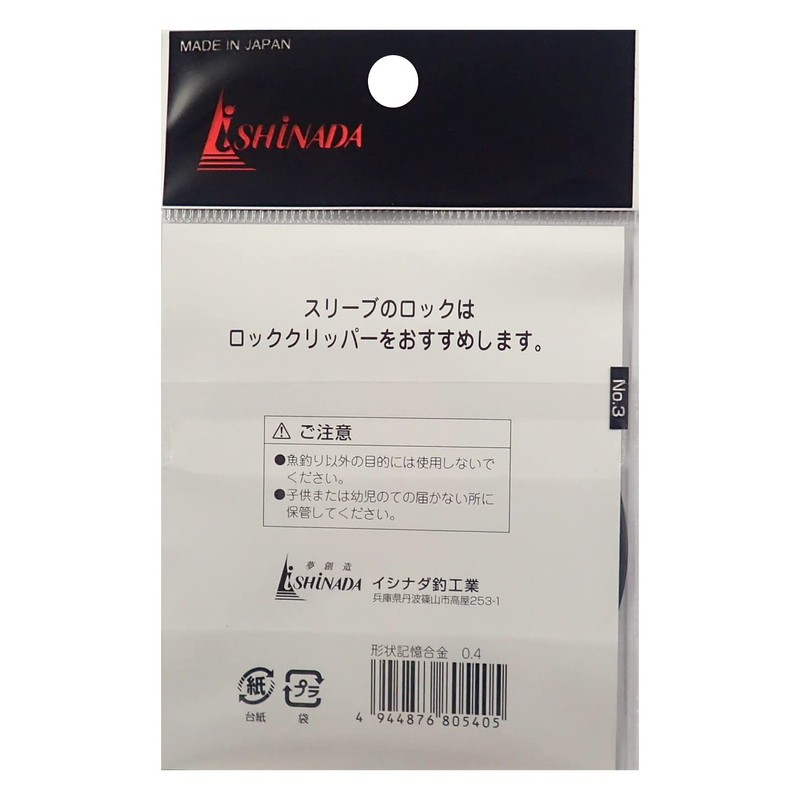 MADE IN JAPAN
iSHiNADA
スリーブのロックは
ロッククリッパーをおすすめします。
No.3
⚠ ご注意
●魚釣り以外の目的には使用しないで
ください。
●子供または幼児のての届かない所に
保管してください。
夢創造
iSHiNADA イシナダ釣工業
兵庫県丹波篠山市高屋253-1
形状記憶合金 0.4
紙 プラ
台紙 袋
4 944876 805405